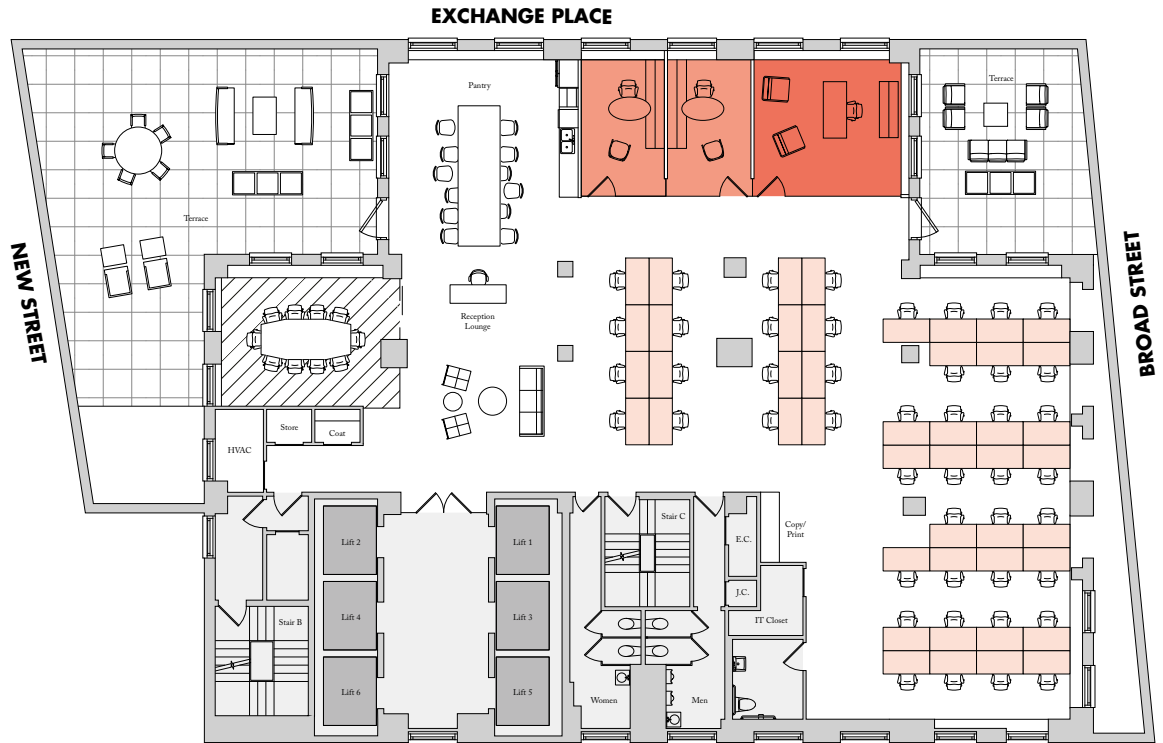 EXCHANGE PLACE
Pantry
Terrace
Terrace
NEW STREET
BROAD STREET
Reception
Lounge
Store
Coat
HVAC
Lift 2
Lift 1
Stair C
E.C.
Copy/
Print
J.C.
Lift 4
Lift 3
Stair B
IT Closet
Lift 6
Lift 5
Women
Men